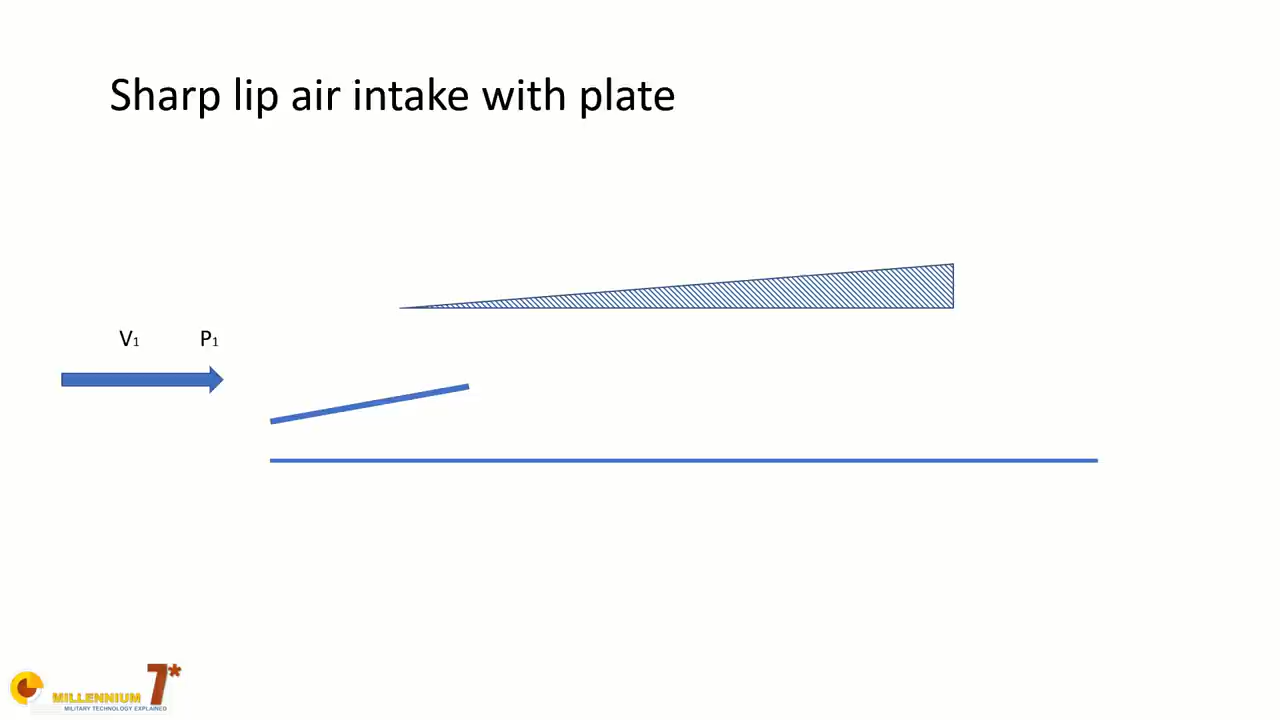 Sharp lip air intake with plate
V1 P1
MILLENNIUM 7*
MILITARY TECHNOLOGY EXPLAINED